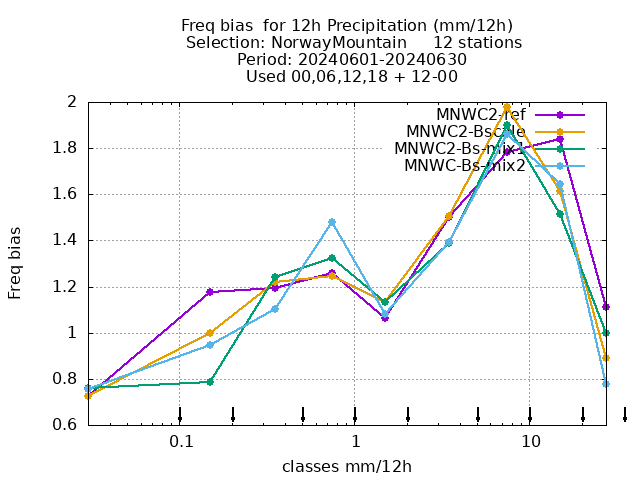 Freq bias  for 12h Precipitation (mm/12h)
Selection: NorwayMountain     12 stations
Period: 20240601-20240630
Used 00,06,12,18 + 12-00
MNWC2-ref
MNWC2-Bscale
MNWC2-Bs-mix1
MNWC-Bs-mix2
2
1.8
1.6
1.4
1.2
1
0.8
0.6
Freq bias
0.1 1 10
classes mm/12h